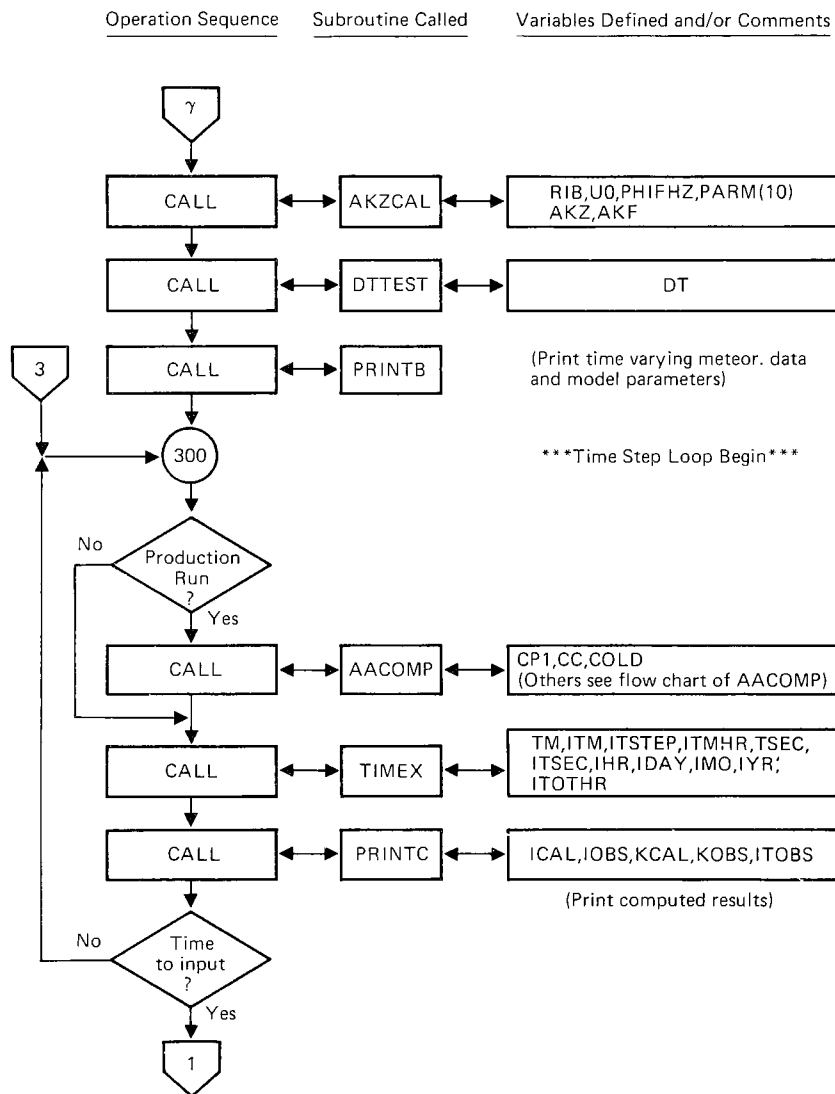 Operation Sequence Subroutine Called Variables Defined and/or Comments
γ
CALL AKZCAL RIB,U0,PHIFHZ,PARM(10)
AKZ,AKF
CALL DTTEST DT
3
CALL PRINTB (Print time varying meteor. data
and model parameters)
300 ***Time Step Loop Begin***
No
Production
Run
?
Yes
CALL AACOMP CP1,CC,COLD
(Others see flow chart of AACOMP)
CALL TIMEX TM,ITM,ITSTEP,ITMHR,TSEC,
ITSEC,IHR,IDAY,IMO,IYR,
ITOTHR
CALL PRINTC ICAL,IOBS,KCAL,KOBS,ITOBS
(Print computed results)
No
Time
to input
?
Yes
1